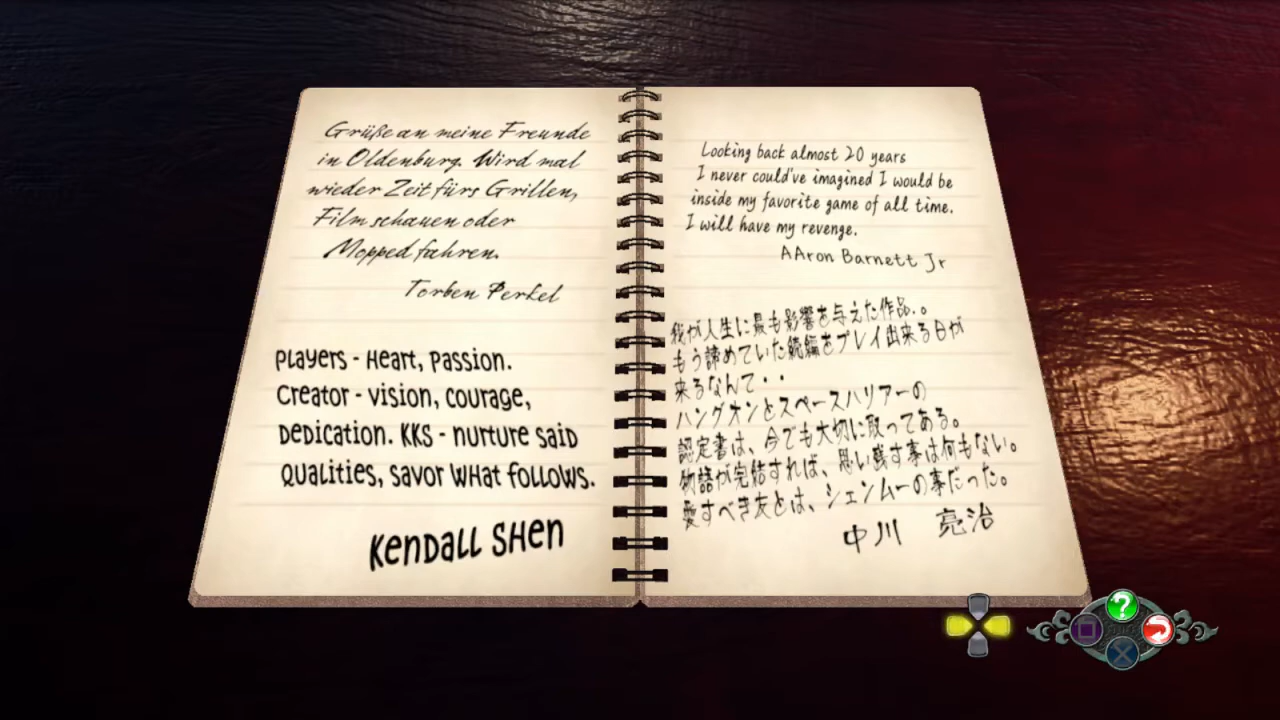 Grüße an meine Freunde
in Oldenburg. Wird mal
wieder Zeit fürs Grillen,
Film schauen oder
Mopped fahren.
Torben Perkel
Players - Heart, Passion.
Creator - vision, courage,
Dedication. KKS - nurture said
Qualities, savor what follows.
Kendall Shen
Looking back almost 20 years
I never could've imagined I would be
inside my favorite game of all time.
I will have my revenge.
AAron Barnett Jr
我が人生に最も影響を与えた作品。。
もう諦めていた続編をプレイ出来る日が
来るなんて・・
ハングオンとスペースハリアーの
認定書は、今でも大切に取ってある。
物語が完結すれば、思い残す事は何もない。
愛すべき友とは、シェンムーの事だった。
中川 亮治
?